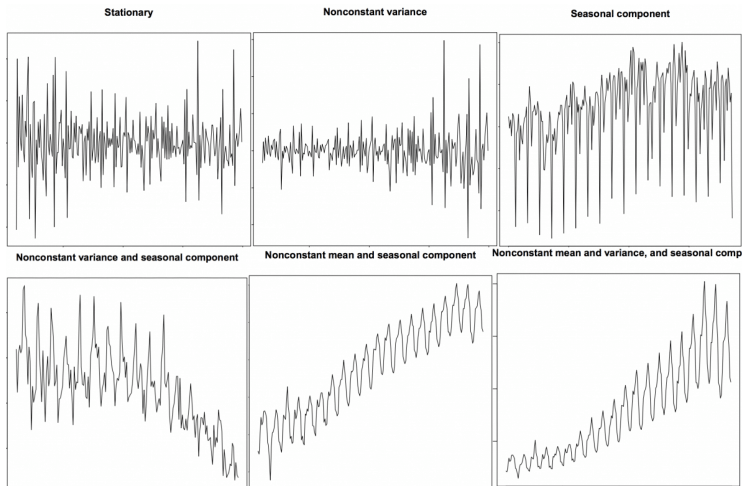 Stationary
Nonconstant variance
Seasonal component
Nonconstant variance and seasonal component
Nonconstant mean and seasonal component
Nonconstant mean and variance, and seasonal comp